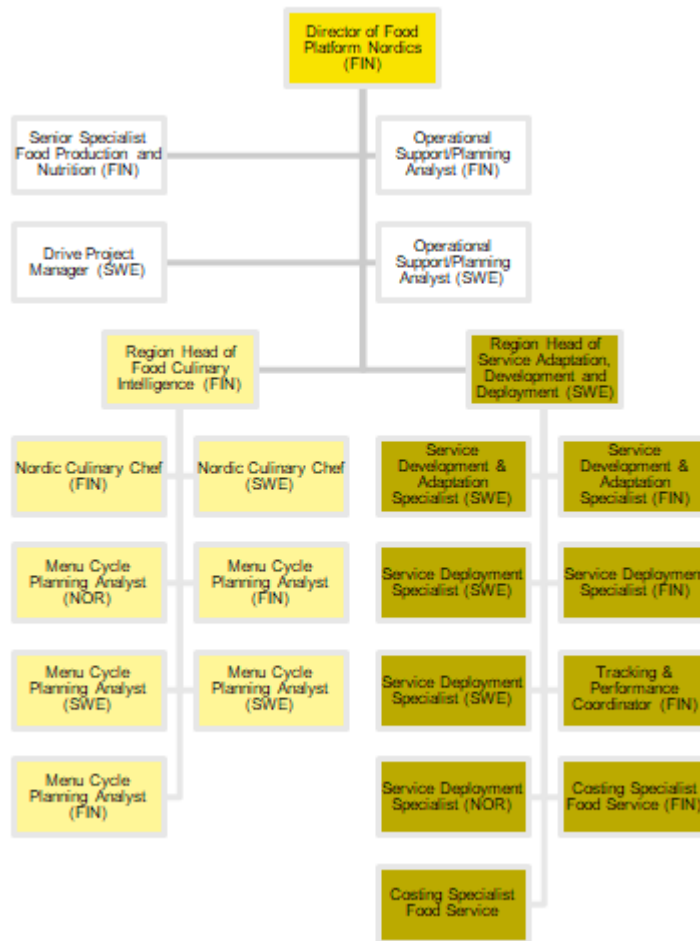 Director of Food
Platform Nordics
(FIN)
Senior Specialist
Food Production and
Nutrition (FIN)
Operational
Support/Planning
Analyst (FIN)
Drive Project
Manager (SWE)
Operational
Support/Planning
Analyst (SWE)
Region Head of
Food Culinary
Intelligence (FIN)
Region Head of
Service Adaptation,
Development and
Deployment (SWE)
Nordic Culinary Chef
(FIN)
Nordic Culinary Chef
(SWE)
Service
Development &
Adaptation
Specialist (SWE)
Service
Development &
Adaptation
Specialist (FIN)
Menu Cycle
Planning Analyst
(NOR)
Menu Cycle
Planning Analyst
(FIN)
Service Deployment
Specialist (SWE)
Service Deployment
Specialist (FIN)
Menu Cycle
Planning Analyst
(SWE)
Menu Cycle
Planning Analyst
(SWE)
Service Deployment
Specialist (SWE)
Tracking &
Performance
Coordinator (FIN)
Menu Cycle
Planning Analyst
(FIN)
Service Deployment
Specialist (NOR)
Costing Specialist
Food Service (FIN)
Costing Specialist
Food Service